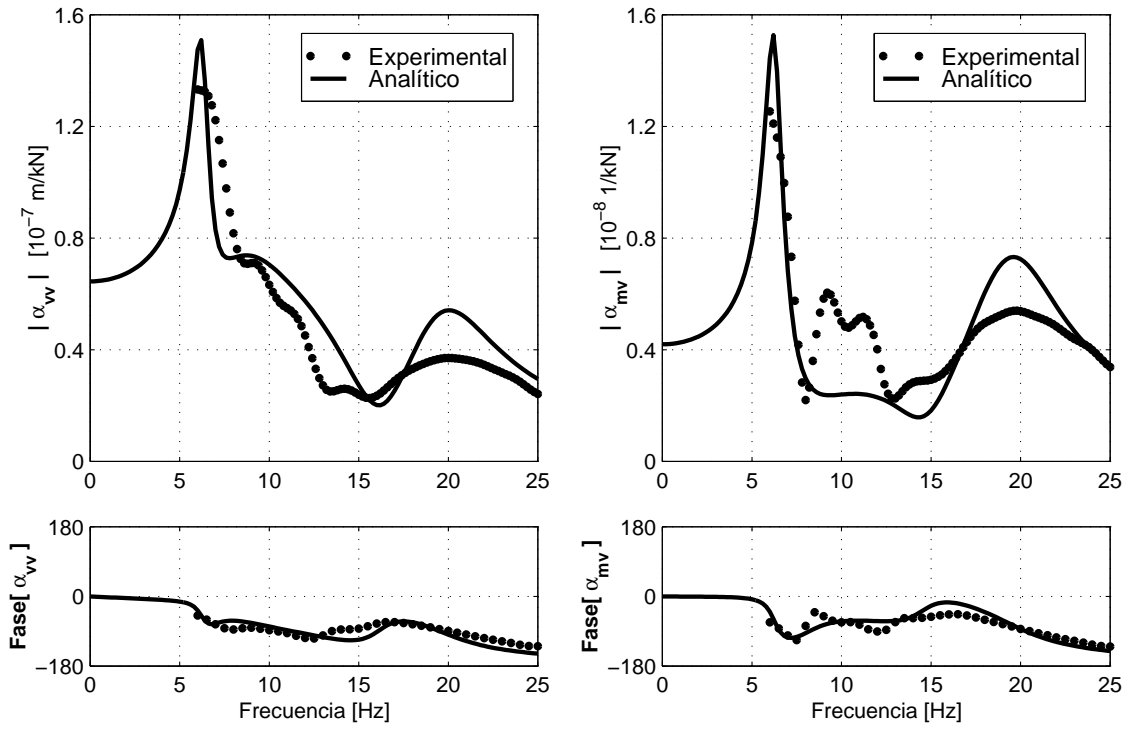 1.6
1.2
0.8
0.4
0
| α_vv | [10^−7 m/kN]
Experimental
Analítico
0 5 10 15 20 25
180
0
−180
Fase[ α_vv ]
0 5 10 15 20 25
Frecuencia [Hz]
1.6
1.2
0.8
0.4
0
| α_mv | [10^−8 1/kN]
Experimental
Analítico
0 5 10 15 20 25
180
0
−180
Fase[ α_mv ]
0 5 10 15 20 25
Frecuencia [Hz]